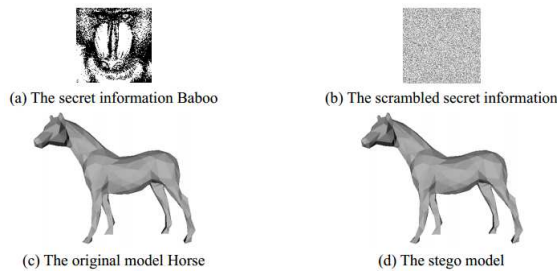 (a) The secret information Baboo
(b) The scrambled secret information
(c) The original model Horse
(d) The stego model